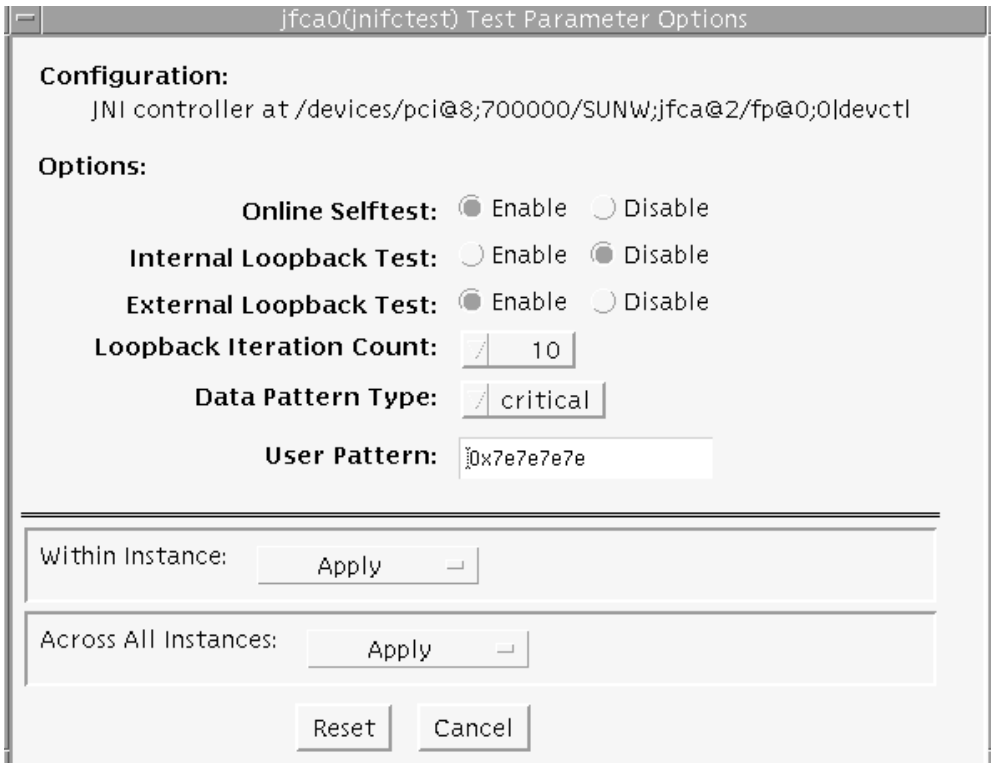 jfca0(jnifctest) Test Parameter Options
Configuration:
JNI controller at /devices/pci@8;700000/SUNW;jfca@2/fp@0;0|devctl
Options:
Online Selftest: Enable Disable
Internal Loopback Test: Enable Disable
External Loopback Test: Enable Disable
Loopback Iteration Count: 10
Data Pattern Type: critical
User Pattern: 0x7e7e7e7e
Within Instance: Apply
Across All Instances: Apply
Reset Cancel